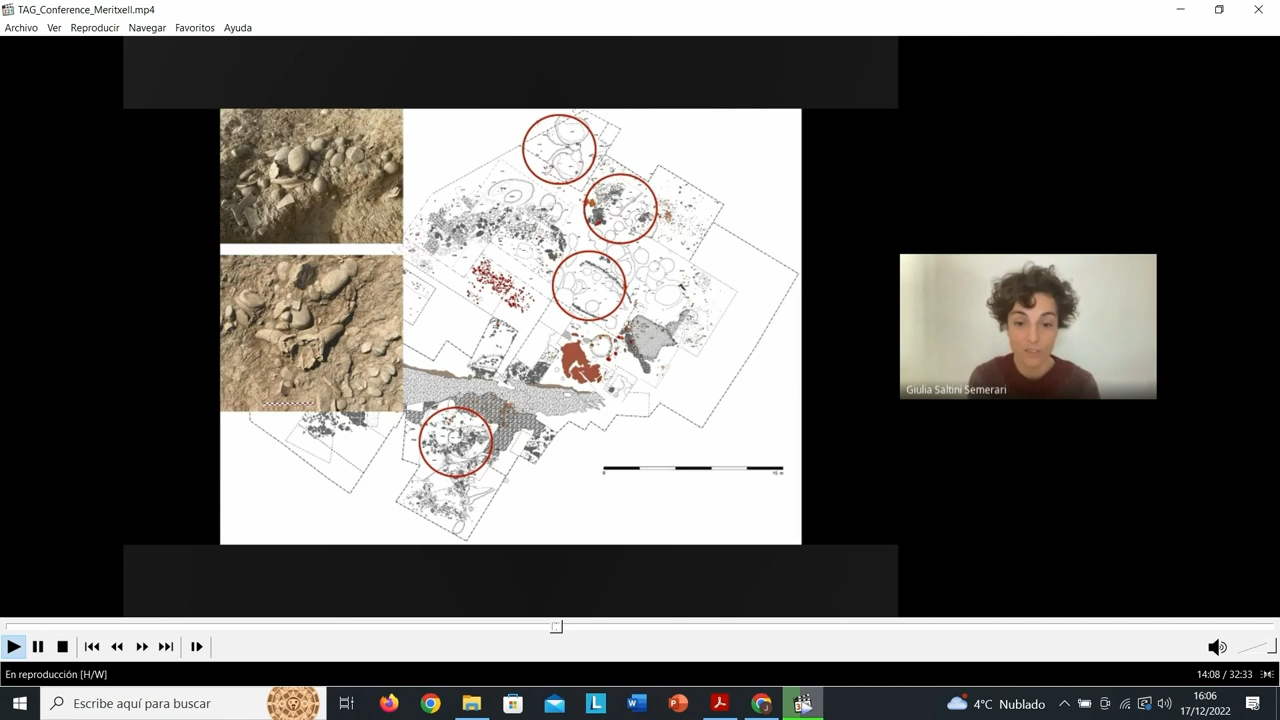 TAG_Conference_Meritxell.mp4
Archivo Ver Reproducir Navegar Favoritos Ayuda
Giulia Saltini Semerari
0
En reproducción [H/W]
14:08 / 32:33
Escribe aquí para buscar
4°C Nublado
16:06
17/12/2022